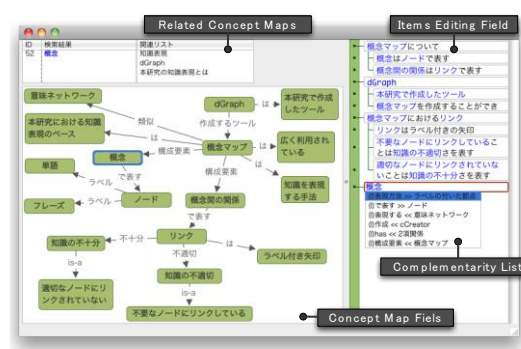 Related Concept Maps
Items Editing Field
ID 検索結果 関連リスト
52 概念 知識表現
dGraph
本研究の知識表現とは
意味ネットワーク
dGraph
は
本研究で作成
したツール
類似
作成するツール
本研究における知識
表現のベース
は
概念マップ
は
広く利用され
ている
概念
構成要素
単語
で表す
構成要素
は
知識を表現
する手法
ラベル
ノード
概念間の関係
フレーズ
ラベル
で表す
知識の不十分
不十分
リンク
は
ラベル付き矢印
is-a
不適切
適切なノードにリ
ンクされていない
知識の不適切
is-a
不要なノードにリンクしている
Concept Map Fiels
概念マップについて
概念はノードで表す
概念間の関係はリンクで表す
dGraph
本研究で作成したツール
概念マップを作成することができ
概念マップにおけるリンク
リンクはラベル付きの矢印
不要なノードにリンクしているこ
とは知識の不適切さを表す
適切なノードにリンクされていな
いことは知識の不十分さを表す
概念
表現方法 >> ラベルの付いた節点
で表す >> ノード
表現する << 意味ネットワーク
作成 << cCreator
has << 2項関係
構成要素 << 概念マップ
Complementarity List